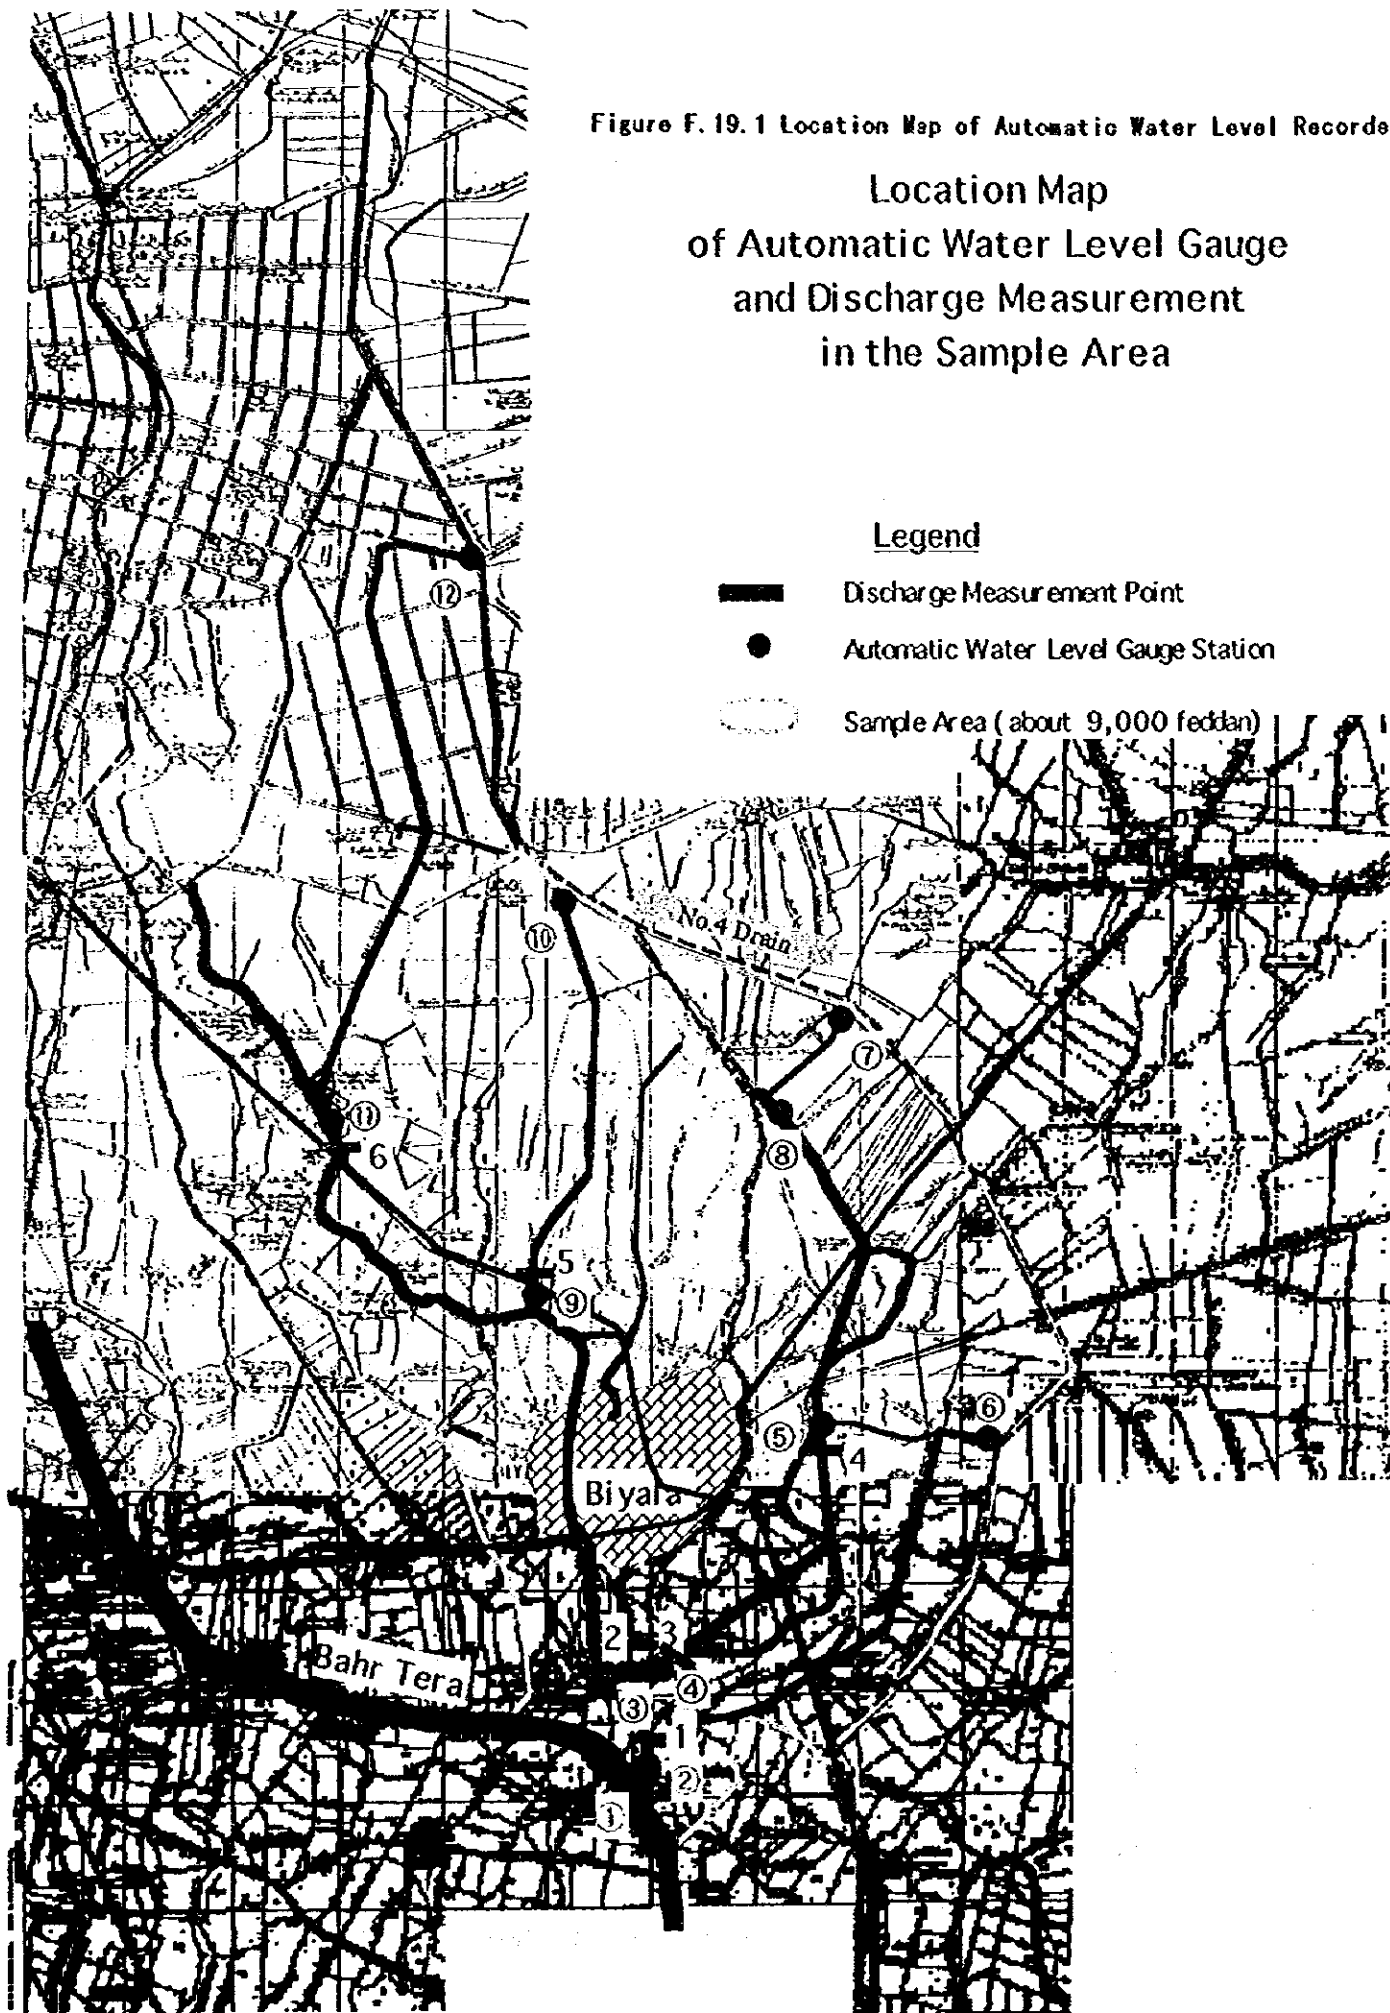 Figure F.19.1 Location Map of Automatic Water Level Records
Location Map
of Automatic Water Level Gauge
and Discharge Measurement
in the Sample Area
Legend
Discharge Measurement Point
Automatic Water Level Gauge Station
Sample Area ( about 9,000 feddan)
⑫
No.4 Drain
⑩
⑦
⑪
6
⑧
5
⑨
⑥
⑤
4
Biyala
2
3
Bahr Tera
④
③
1
②
①